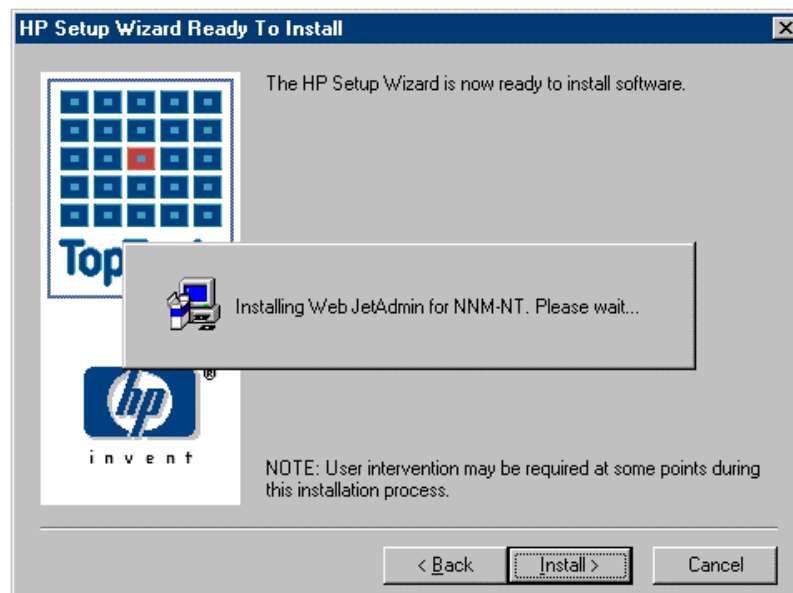 HP Setup Wizard Ready To Install
The HP Setup Wizard is now ready to install software.
Installing Web JetAdmin for NNM-NT. Please wait...
hp
®
invent
NOTE: User intervention may be required at some points during
this installation process.
< Back
Install >
Cancel